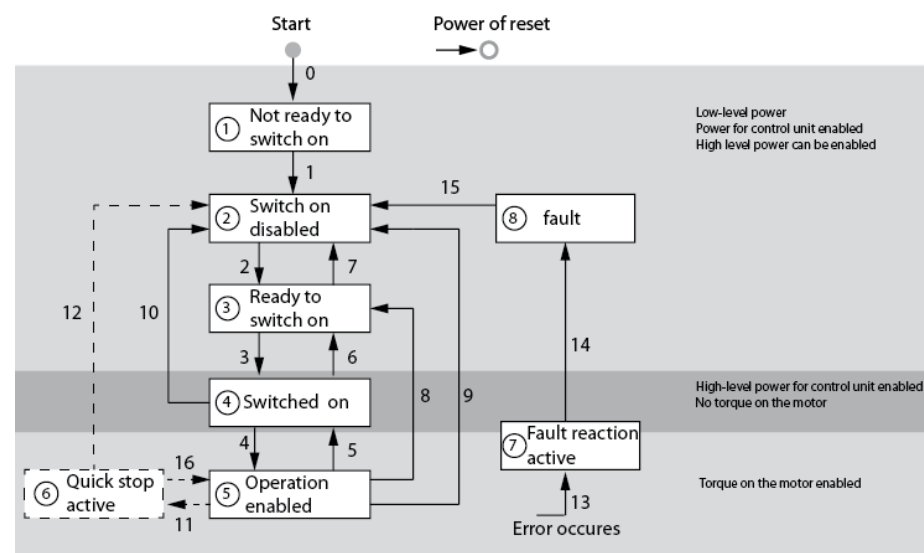 Start
Power of reset
0
1 Not ready to
switch on
Low-level power
Power for control unit enabled
High level power can be enabled
1
15
2 Switch on
disabled
8 fault
2
7
3 Ready to
switch on
12
10
3
6
14
8
9
4 Switched on
High-level power for control unit enabled
No torque on the motor
4
5
7 Fault reaction
active
16
6 Quick stop
active
5 Operation
enabled
Torque on the motor enabled
11
13
Error occures